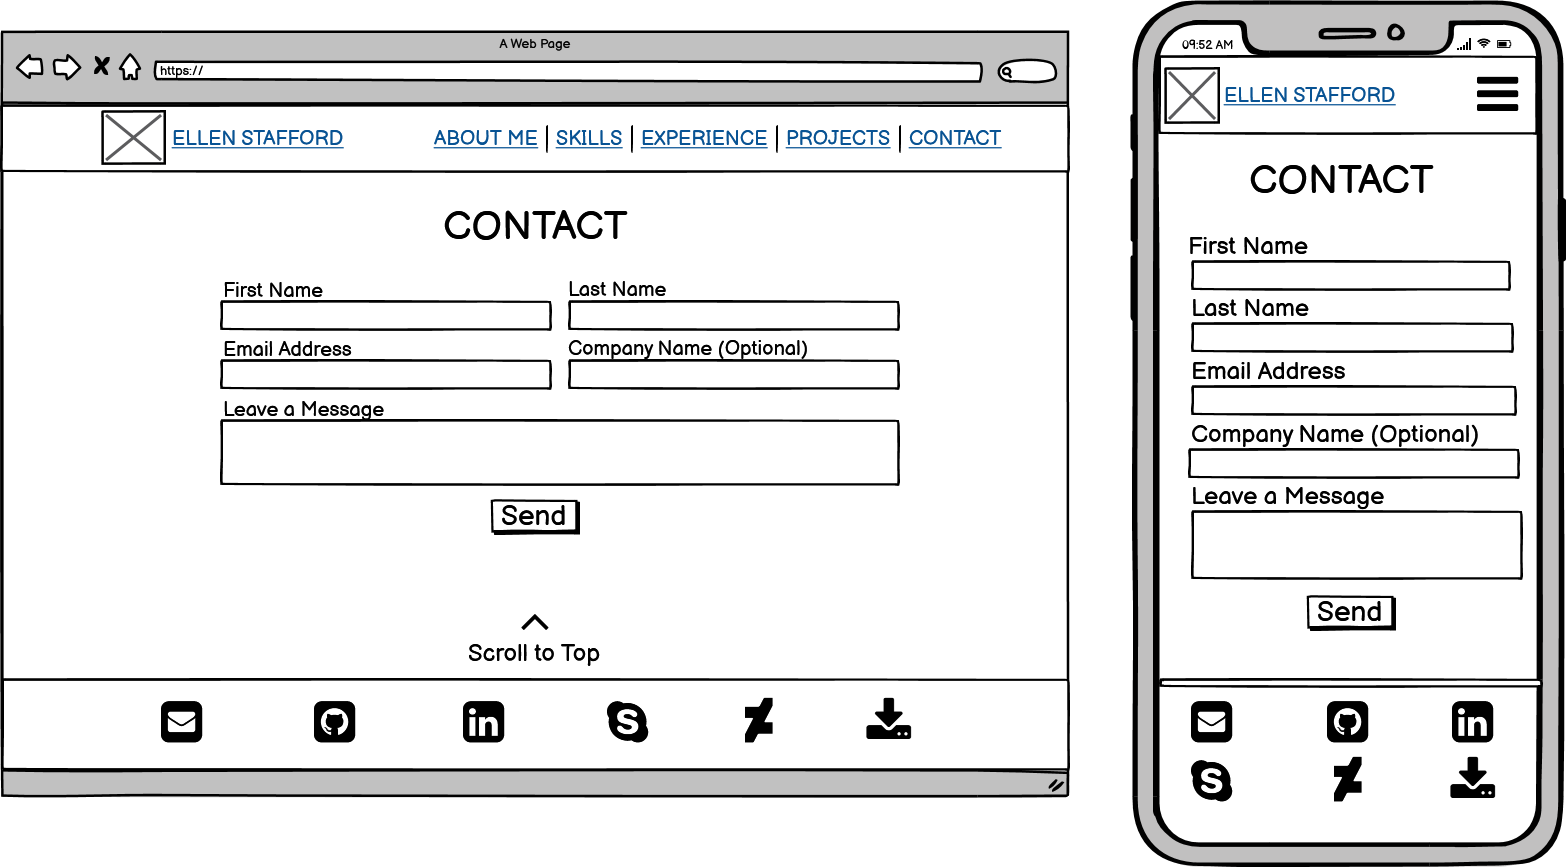 A Web Page
https://
ELLEN STAFFORD ABOUT ME | SKILLS | EXPERIENCE | PROJECTS | CONTACT
CONTACT
First Name Last Name
Email Address Company Name (Optional)
Leave a Message
Send
Scroll to Top
in S
09:52 AM
ELLEN STAFFORD
CONTACT
First Name
Last Name
Email Address
Company Name (Optional)
Leave a Message
Send
in
S